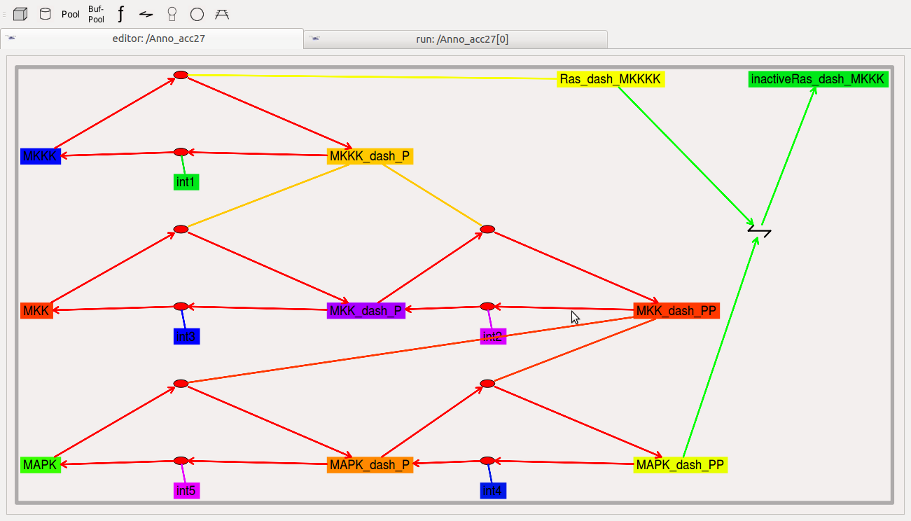 Pool
Buf-
Pool
editor: /Anno_acc27
run: /Anno_acc27[0]
Ras_dash_MKKKK
inactiveRas_dash_MKKK
MKKK
MKKK_dash_P
int1
MKK
MKK_dash_P
MKK_dash_PP
int3
int2
MAPK
MAPK_dash_P
MAPK_dash_PP
int5
int4